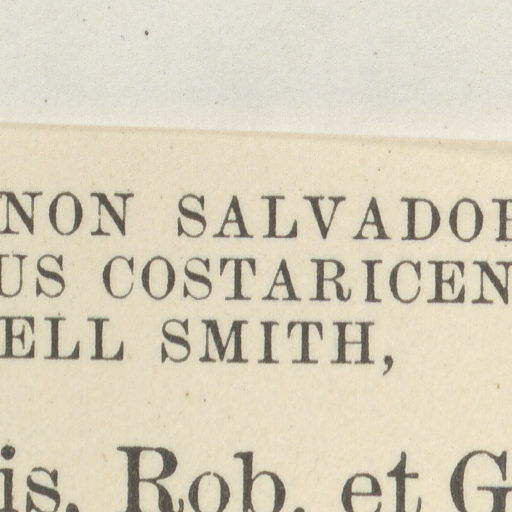 NON SALVADOR
US COSTARICEN
ELL SMITH,
is. Rob. et G